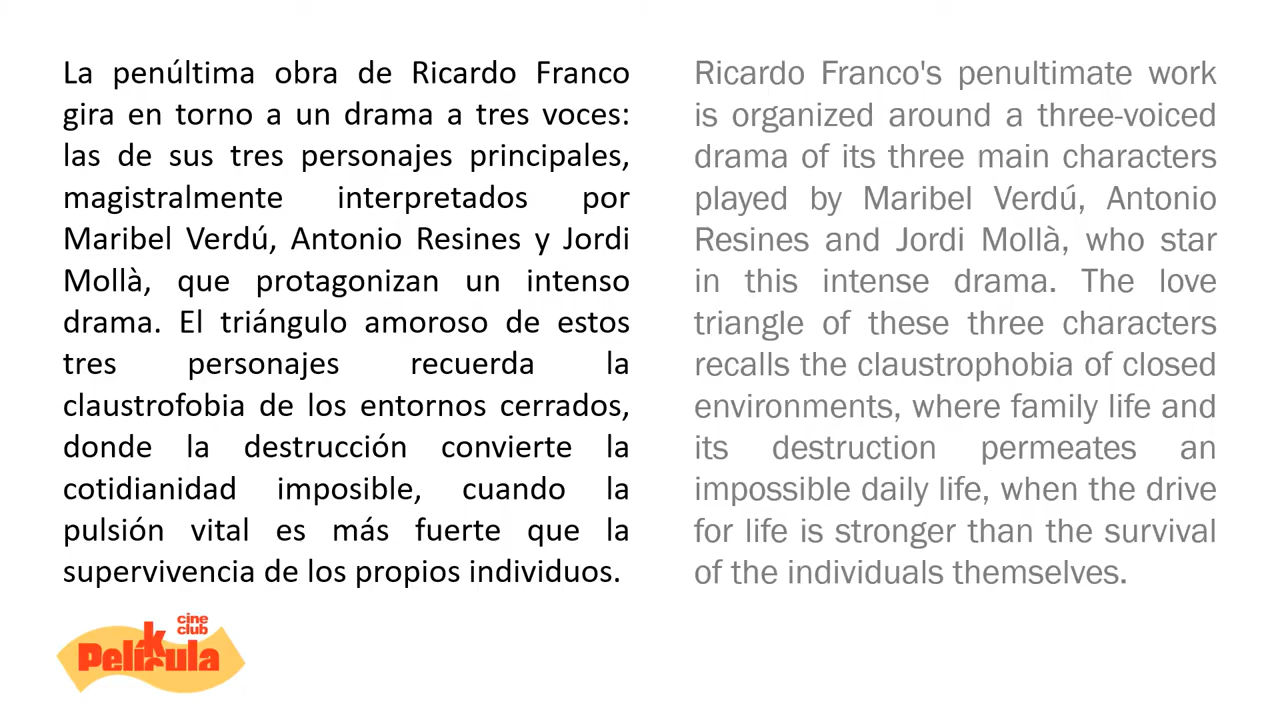 La penúltima obra de Ricardo Franco
gira en torno a un drama a tres voces:
las de sus tres personajes principales,
magistralmente interpretados por
Maribel Verdú, Antonio Resines y Jordi
Mollà, que protagonizan un intenso
drama. El triángulo amoroso de estos
tres personajes recuerda la
claustrofobia de los entornos cerrados,
donde la destrucción convierte la
cotidianidad imposible, cuando la
pulsión vital es más fuerte que la
supervivencia de los propios individuos.
Ricardo Franco's penultimate work
is organized around a three-voiced
drama of its three main characters
played by Maribel Verdú, Antonio
Resines and Jordi Mollà, who star
in this intense drama. The love
triangle of these three characters
recalls the claustrophobia of closed
environments, where family life and
its destruction permeates an
impossible daily life, when the drive
for life is stronger than the survival
of the individuals themselves.
cine
club
Pelíkcula